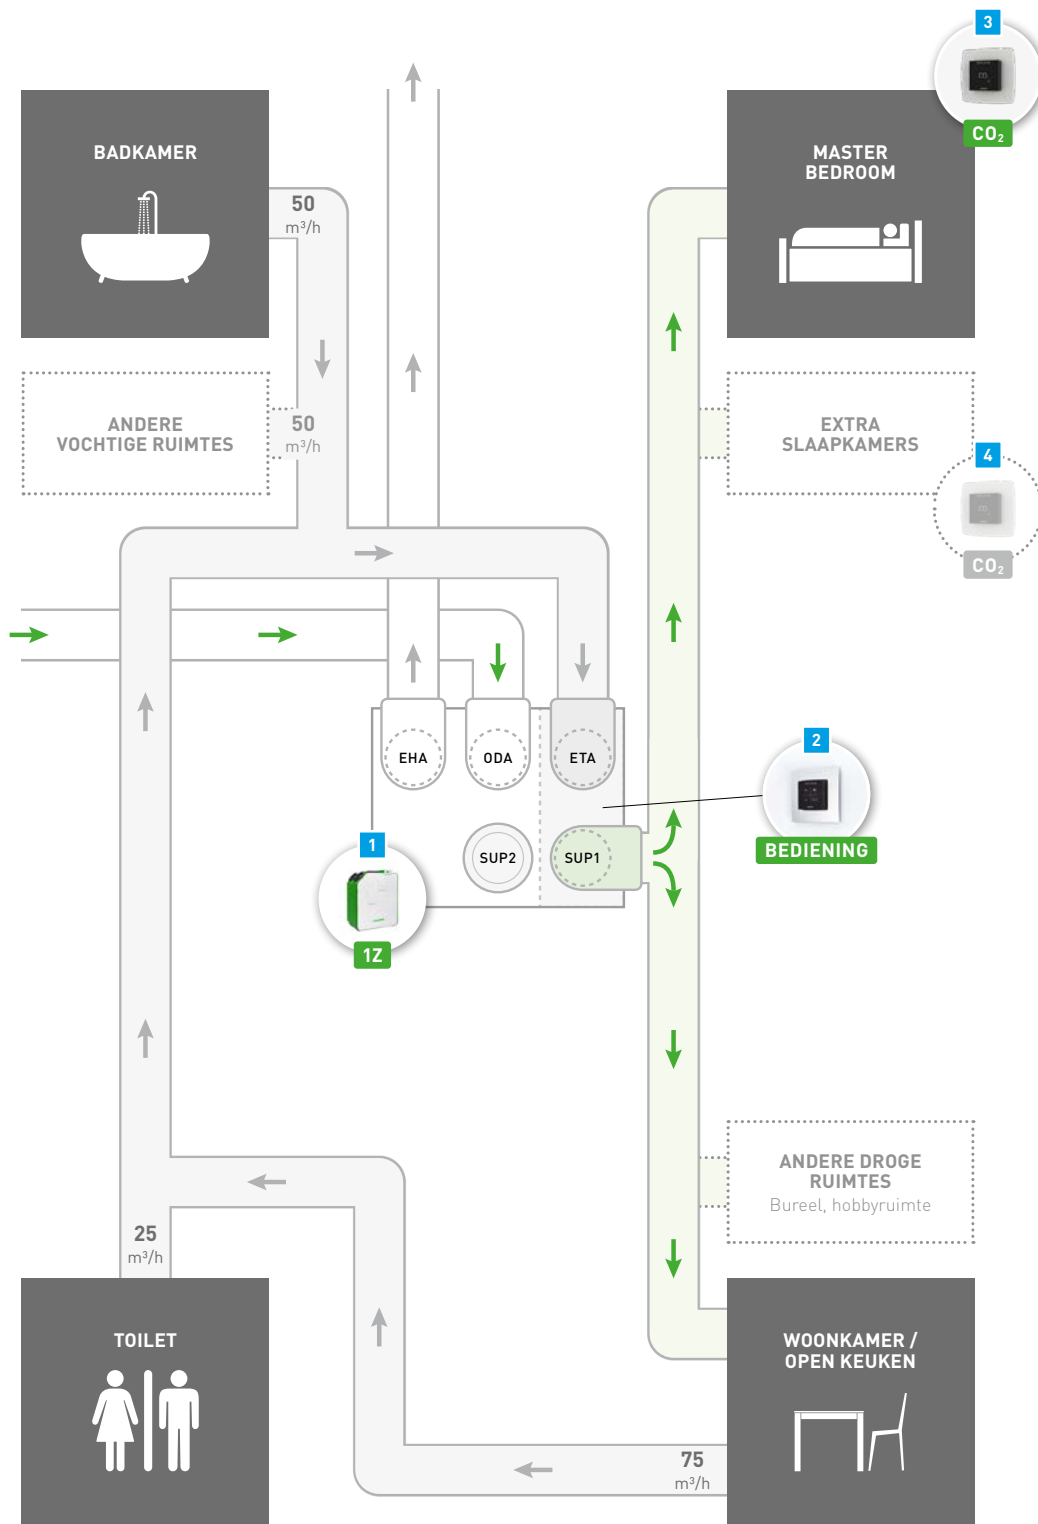 3
CO₂
BADKAMER
MASTER
BEDROOM
50
m³/h
ANDERE
VOCHTIGE RUIMTES
50
m³/h
EXTRA
SLAAPKAMERS
4
CO₂
EHA
ODA
ETA
2
BEDIENING
SUP2
SUP1
1
1Z
ANDERE DROGE
RUIMTES
Bureel, hobbyruimte
25
m³/h
TOILET
WOONKAMER /
OPEN KEUKEN
75
m³/h